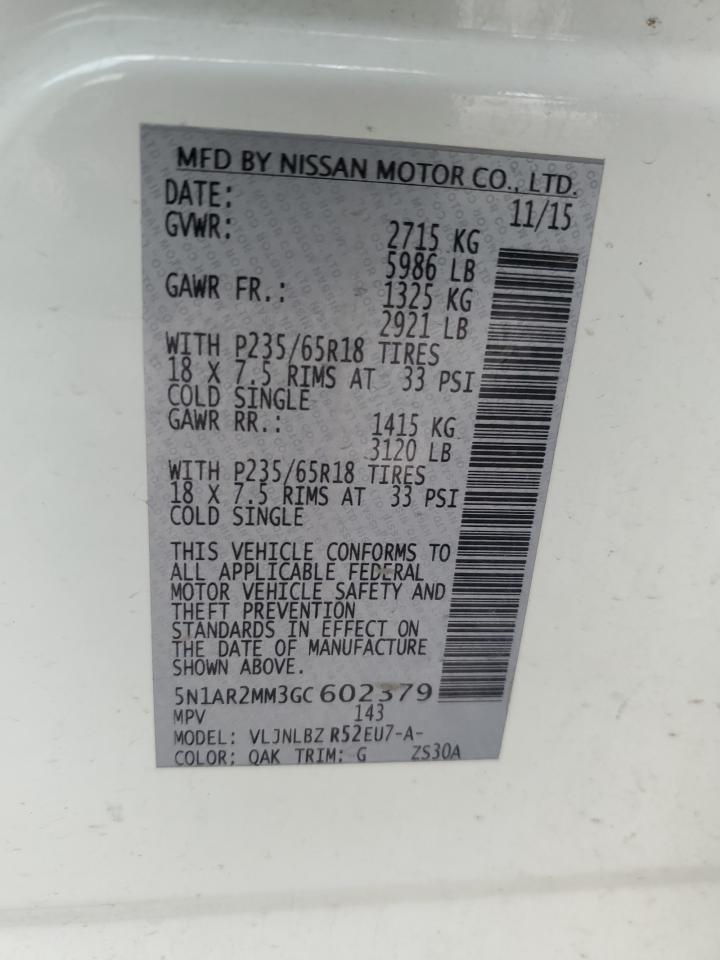 MFD BY NISSAN MOTOR CO., LTD.
DATE: 11/15
GVWR: 2715 KG
5986 LB
GAWR FR.: 1325 KG
2921 LB
WITH P235/65R18 TIRES
18 X 7.5 RIMS AT 33 PSI
COLD SINGLE
GAWR RR.: 1415 KG
3120 LB
WITH P235/65R18 TIRES
18 X 7.5 RIMS AT 33 PSI
COLD SINGLE
THIS VEHICLE CONFORMS TO
ALL APPLICABLE FEDERAL
MOTOR VEHICLE SAFETY AND
THEFT PREVENTION
STANDARDS IN EFFECT ON
THE DATE OF MANUFACTURE
SHOWN ABOVE.
5N1AR2MM3GC602379
MPV 143
MODEL: VLJNLBZ R52EU7-A-
COLOR: QAK TRIM: G ZS30A